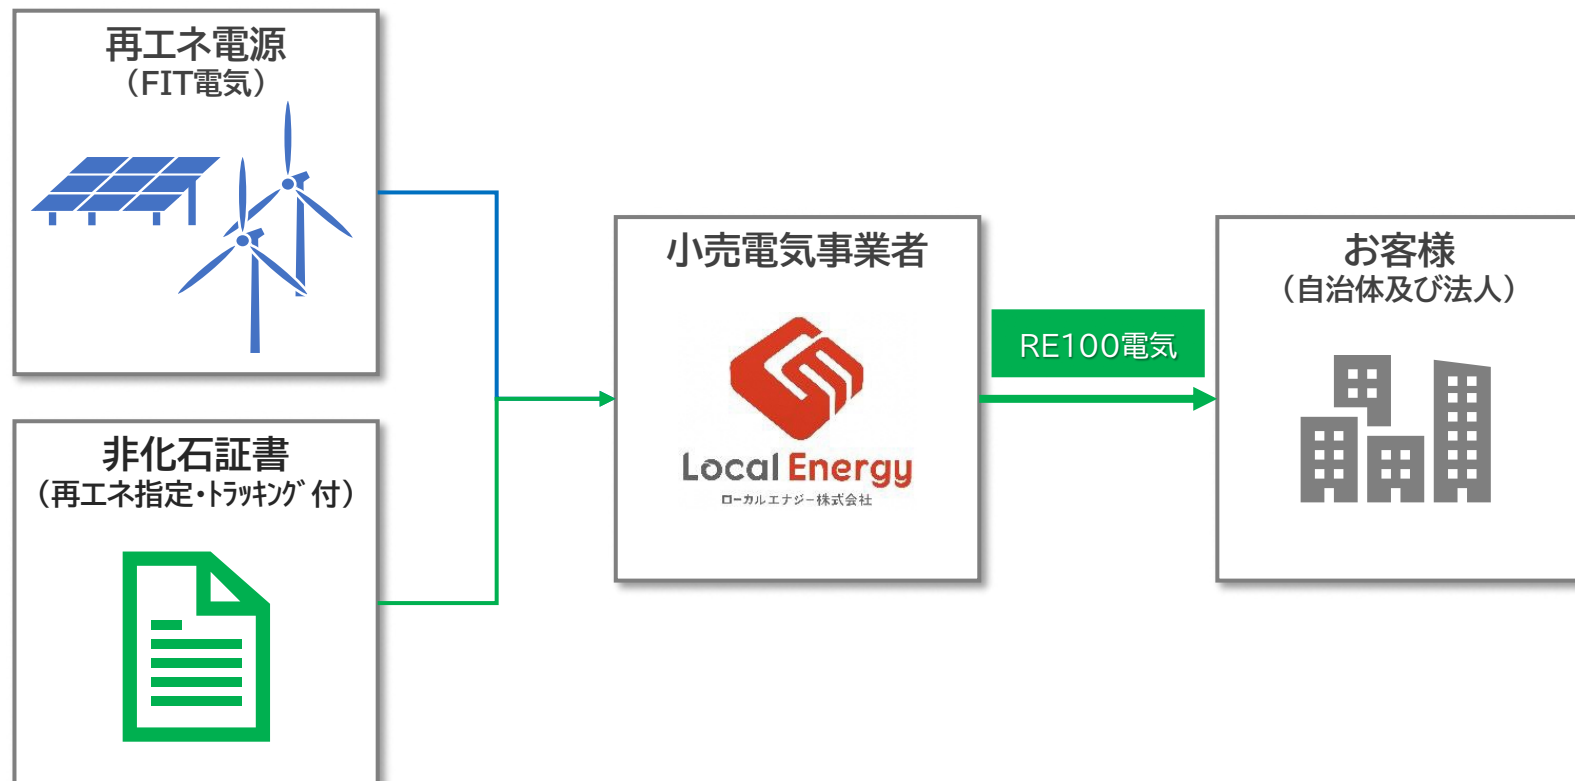 再エネ電源
（FIT電気）
非化石証書
（再エネ指定・ﾄﾗｯｷﾝｸﾞ付）
小売電気事業者
Local Energy
ローカルエナジー株式会社
RE100電気
お客様
（自治体及び法人）